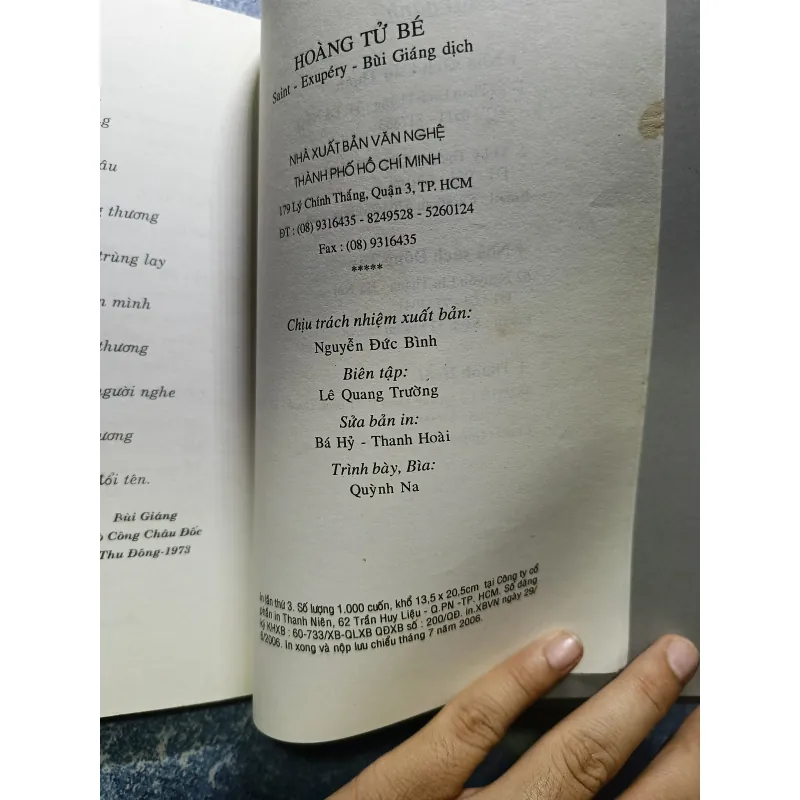 g
ầu
g thương
trùng lay
n mình
thương
người nghe
ương
đổi tên.
Bùi Giáng
Công Châu Đốc
Thu Đông-1973
HOÀNG TỬ BÉ
Saint - Exupéry - Bùi Giáng dịch
NHÀ XUẤT BẢN VĂN NGHỆ
THÀNH PHỐ HỒ CHÍ MINH
179 Lý Chính Thắng, Quận 3, TP. HCM
ĐT : (08) 9316435 - 8249528 - 5260124
Fax : (08) 9316435
*****
Chịu trách nhiệm xuất bản:
Nguyễn Đức Bình
Biên tập:
Lê Quang Trường
Sửa bản in:
Bá Hỷ - Thanh Hoài
Trình bày, Bìa:
Quỳnh Na
In lần thứ 3. Số lượng 1.000 cuốn, khổ 13,5 x 20,5cm tại Công ty cổ
phần in Thanh Niên, 62 Trần Huy Liệu - Q.PN -TP. HCM. Số đăng
ký KHXB : 60-733/XB-QLXB QĐXB số : 200/QĐ. in.XBVN ngày 29/
6/2006. In xong và nộp lưu chiểu tháng 7 năm 2006.